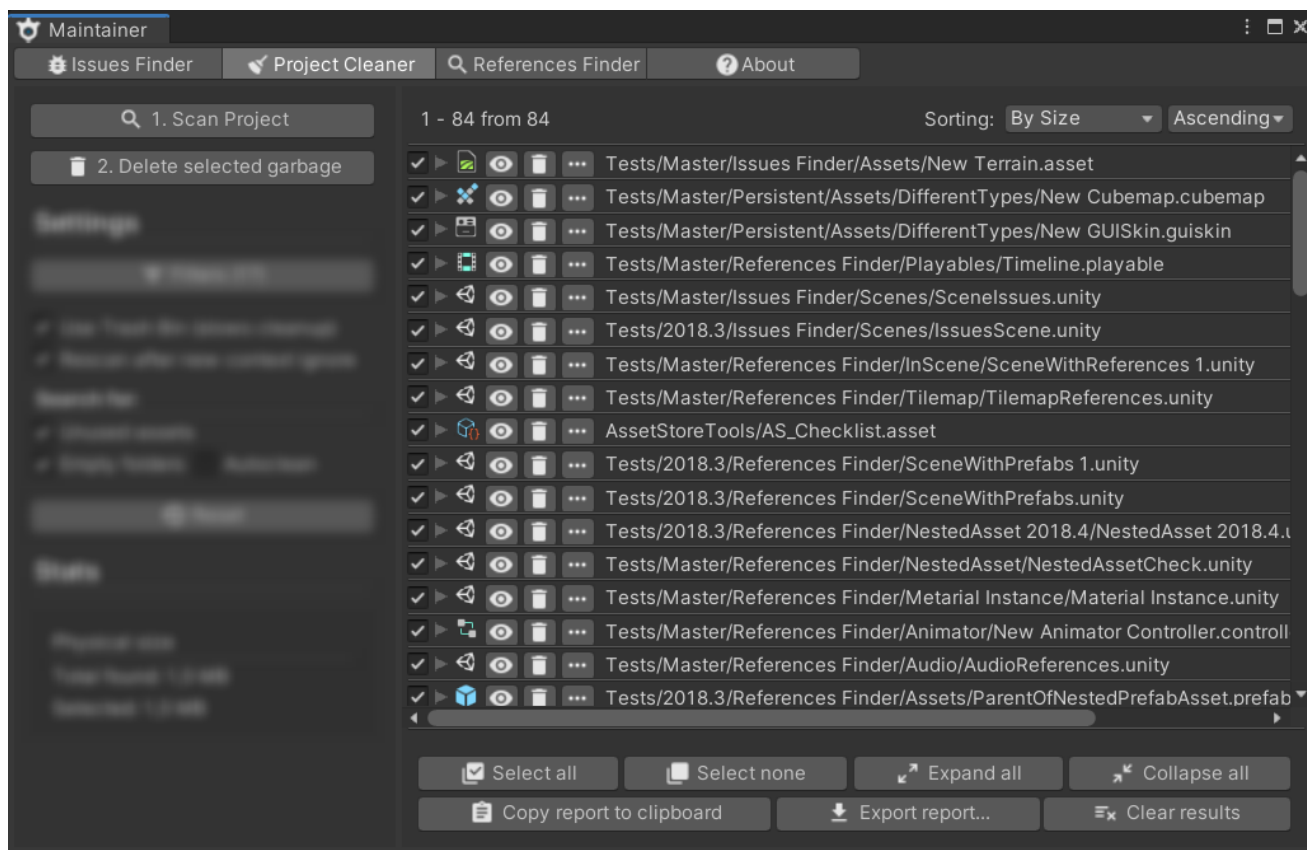 Maintainer
Issues Finder
Project Cleaner
References Finder
About
1. Scan Project
2. Delete selected garbage
1 - 84 from 84
Sorting: By Size Ascending
Tests/Master/Issues Finder/Assets/New Terrain.asset
Tests/Master/Persistent/Assets/DifferentTypes/New Cubemap.cubemap
Tests/Master/Persistent/Assets/DifferentTypes/New GUISkin.guiskin
Tests/Master/References Finder/Playables/Timeline.playable
Tests/Master/Issues Finder/Scenes/SceneIssues.unity
Tests/2018.3/Issues Finder/Scenes/IssuesScene.unity
Tests/Master/References Finder/InScene/SceneWithReferences 1.unity
Tests/Master/References Finder/Tilemap/TilemapReferences.unity
AssetStoreTools/AS_Checklist.asset
Tests/2018.3/References Finder/SceneWithPrefabs 1.unity
Tests/2018.3/References Finder/SceneWithPrefabs.unity
Tests/2018.3/References Finder/NestedAsset 2018.4/NestedAsset 2018.4.u
Tests/Master/References Finder/NestedAsset/NestedAssetCheck.unity
Tests/Master/References Finder/Metarial Instance/Material Instance.unity
Tests/Master/References Finder/Animator/New Animator Controller.controll
Tests/Master/References Finder/Audio/AudioReferences.unity
Tests/2018.3/References Finder/Assets/ParentOfNestedPrefabAsset.prefab
Settings
Stats
Select all
Select none
Expand all
Collapse all
Copy report to clipboard
Export report...
Clear results